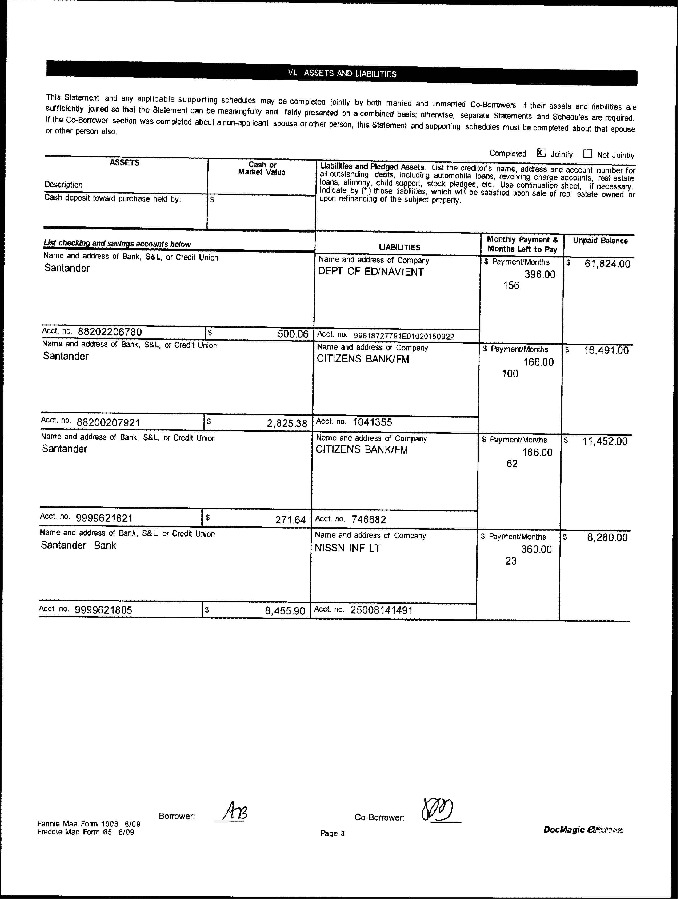 VI. ASSETS AND LIABILITIES
This Statement and any applicable supporting schedules may be completed jointly by both married and unmarried Co-Borrowers if their assets and liabilities are
sufficiently joined so that the Statement can be meaningfully and fairly presented on a combined basis; otherwise, separate Statements and Schedules are required.
If the Co-Borrower section was completed about a non-applicant spouse or other person, this Statement and supporting schedules must be completed about that spouse
or other person also.
Completed Jointly Not Jointly
ASSETS
Cash or
Market Value
Description
Cash deposit toward purchase held by: $
Liabilities and Pledged Assets. List the creditor's name, address and account number for
all outstanding debts, including automobile loans, revolving charge accounts, real estate
loans, alimony, child support, stock pledges, etc. Use continuation sheet, if necessary.
Indicate by (*) those liabilities, which will be satisfied upon sale of real estate owned or
upon refinancing of the subject property.
List checking and savings accounts below
LIABILITIES
Monthly Payment &
Months Left to Pay
Unpaid Balance
Name and address of Bank, S&L, or Credit Union
Santander
Name and address of Company
DEPT OF ED/NAVIENT
$ Payment/Months
396.00
156
$ 61,824.00
Acct. no. 88202206780 $ 500.06
Acct. no.
Name and address of Bank, S&L, or Credit Union
Santander
Name and address of Company
CITIZENS BANK/FM
$ Payment/Months
166.00
100
$
Acct. no. 88200207921 $ 2,825.38
Acct. no. 1041355
Name and address of Bank, S&L, or Credit Union
Santander
Name and address of Company
CITIZENS BANK/FM
$ Payment/Months
186.00
62
$ 11,452.00
Acct. no. 9999621821 $ 271.64
Acct. no. 746682
Name and address of Bank, S&L, or Credit Union
Santander Bank
Name and address of Company
NISSN INF LT
$ Payment/Months
360.00
23
$ 8,280.00
Acct. no. 9999621805 $ 8,455.90
Acct. no. 25008141491
Borrower: AB
Co-Borrower:
Fannie Mae Form 1003 6/09
Freddie Mac Form 65 6/09
Page 3
DocMagic